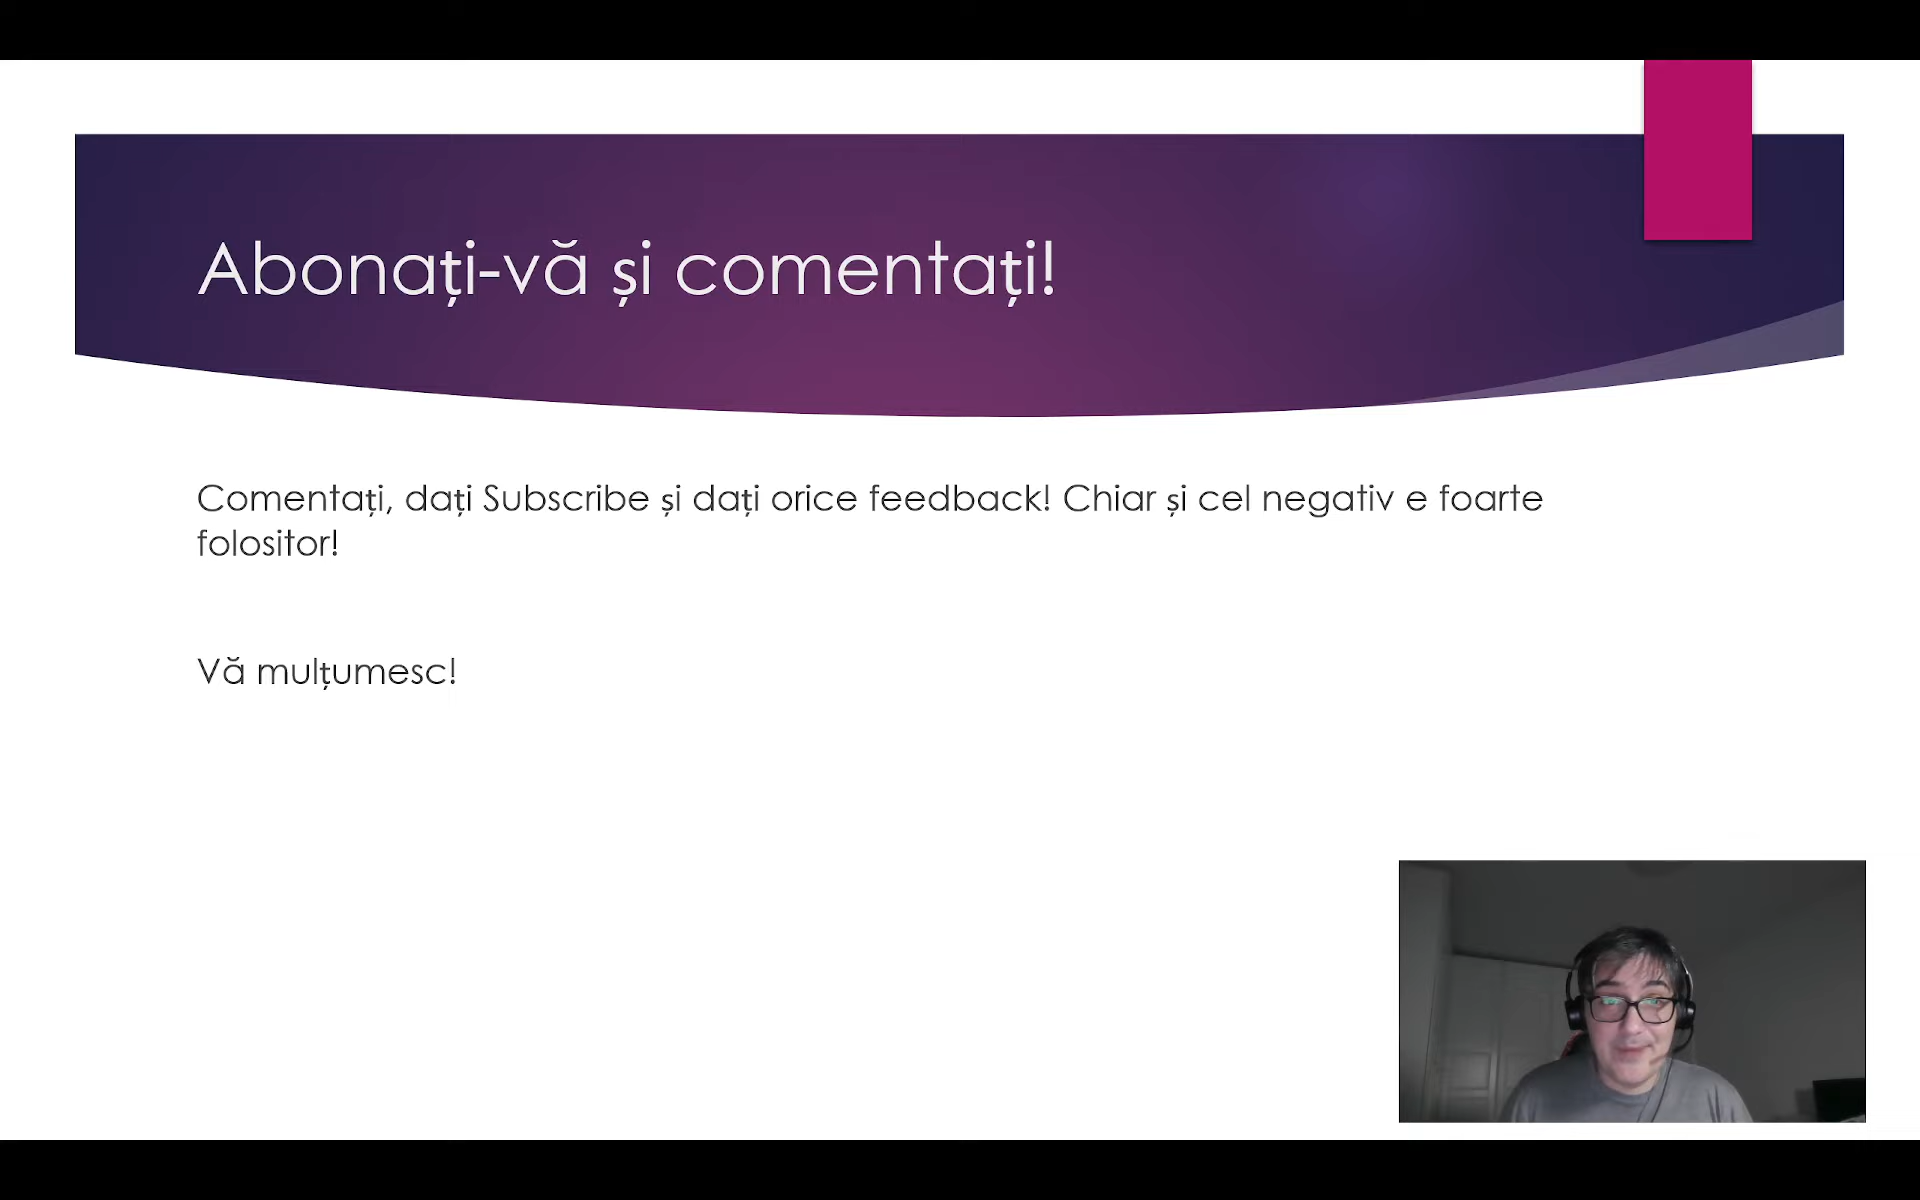 Abonați-vă și comentați!
Comentați, dați Subscribe și dați orice feedback! Chiar și cel negativ e foarte
folositor!
Vă mulțumesc!